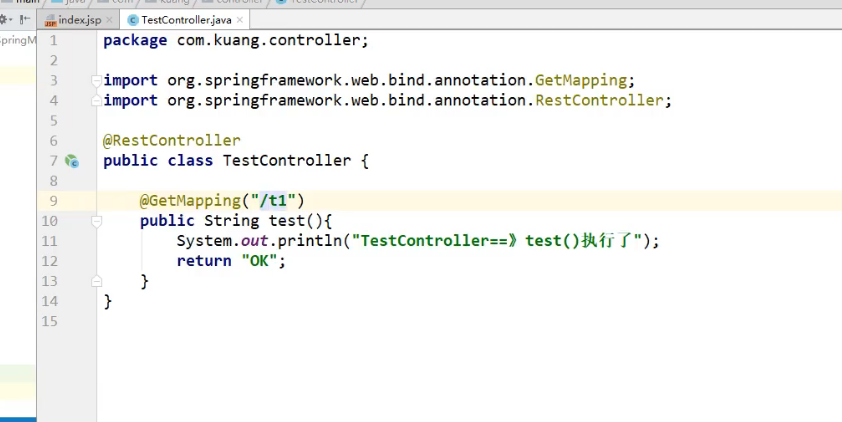 main java com kuang controller TestController
index.jsp TestController.java
SpringM
1 package com.kuang.controller;
2
3 import org.springframework.web.bind.annotation.GetMapping;
4 import org.springframework.web.bind.annotation.RestController;
5
6 @RestController
7 public class TestController {
8
9 @GetMapping("/t1")
10 public String test(){
11 System.out.println("TestController==》test()执行了");
12 return "OK";
13 }
14 }
15